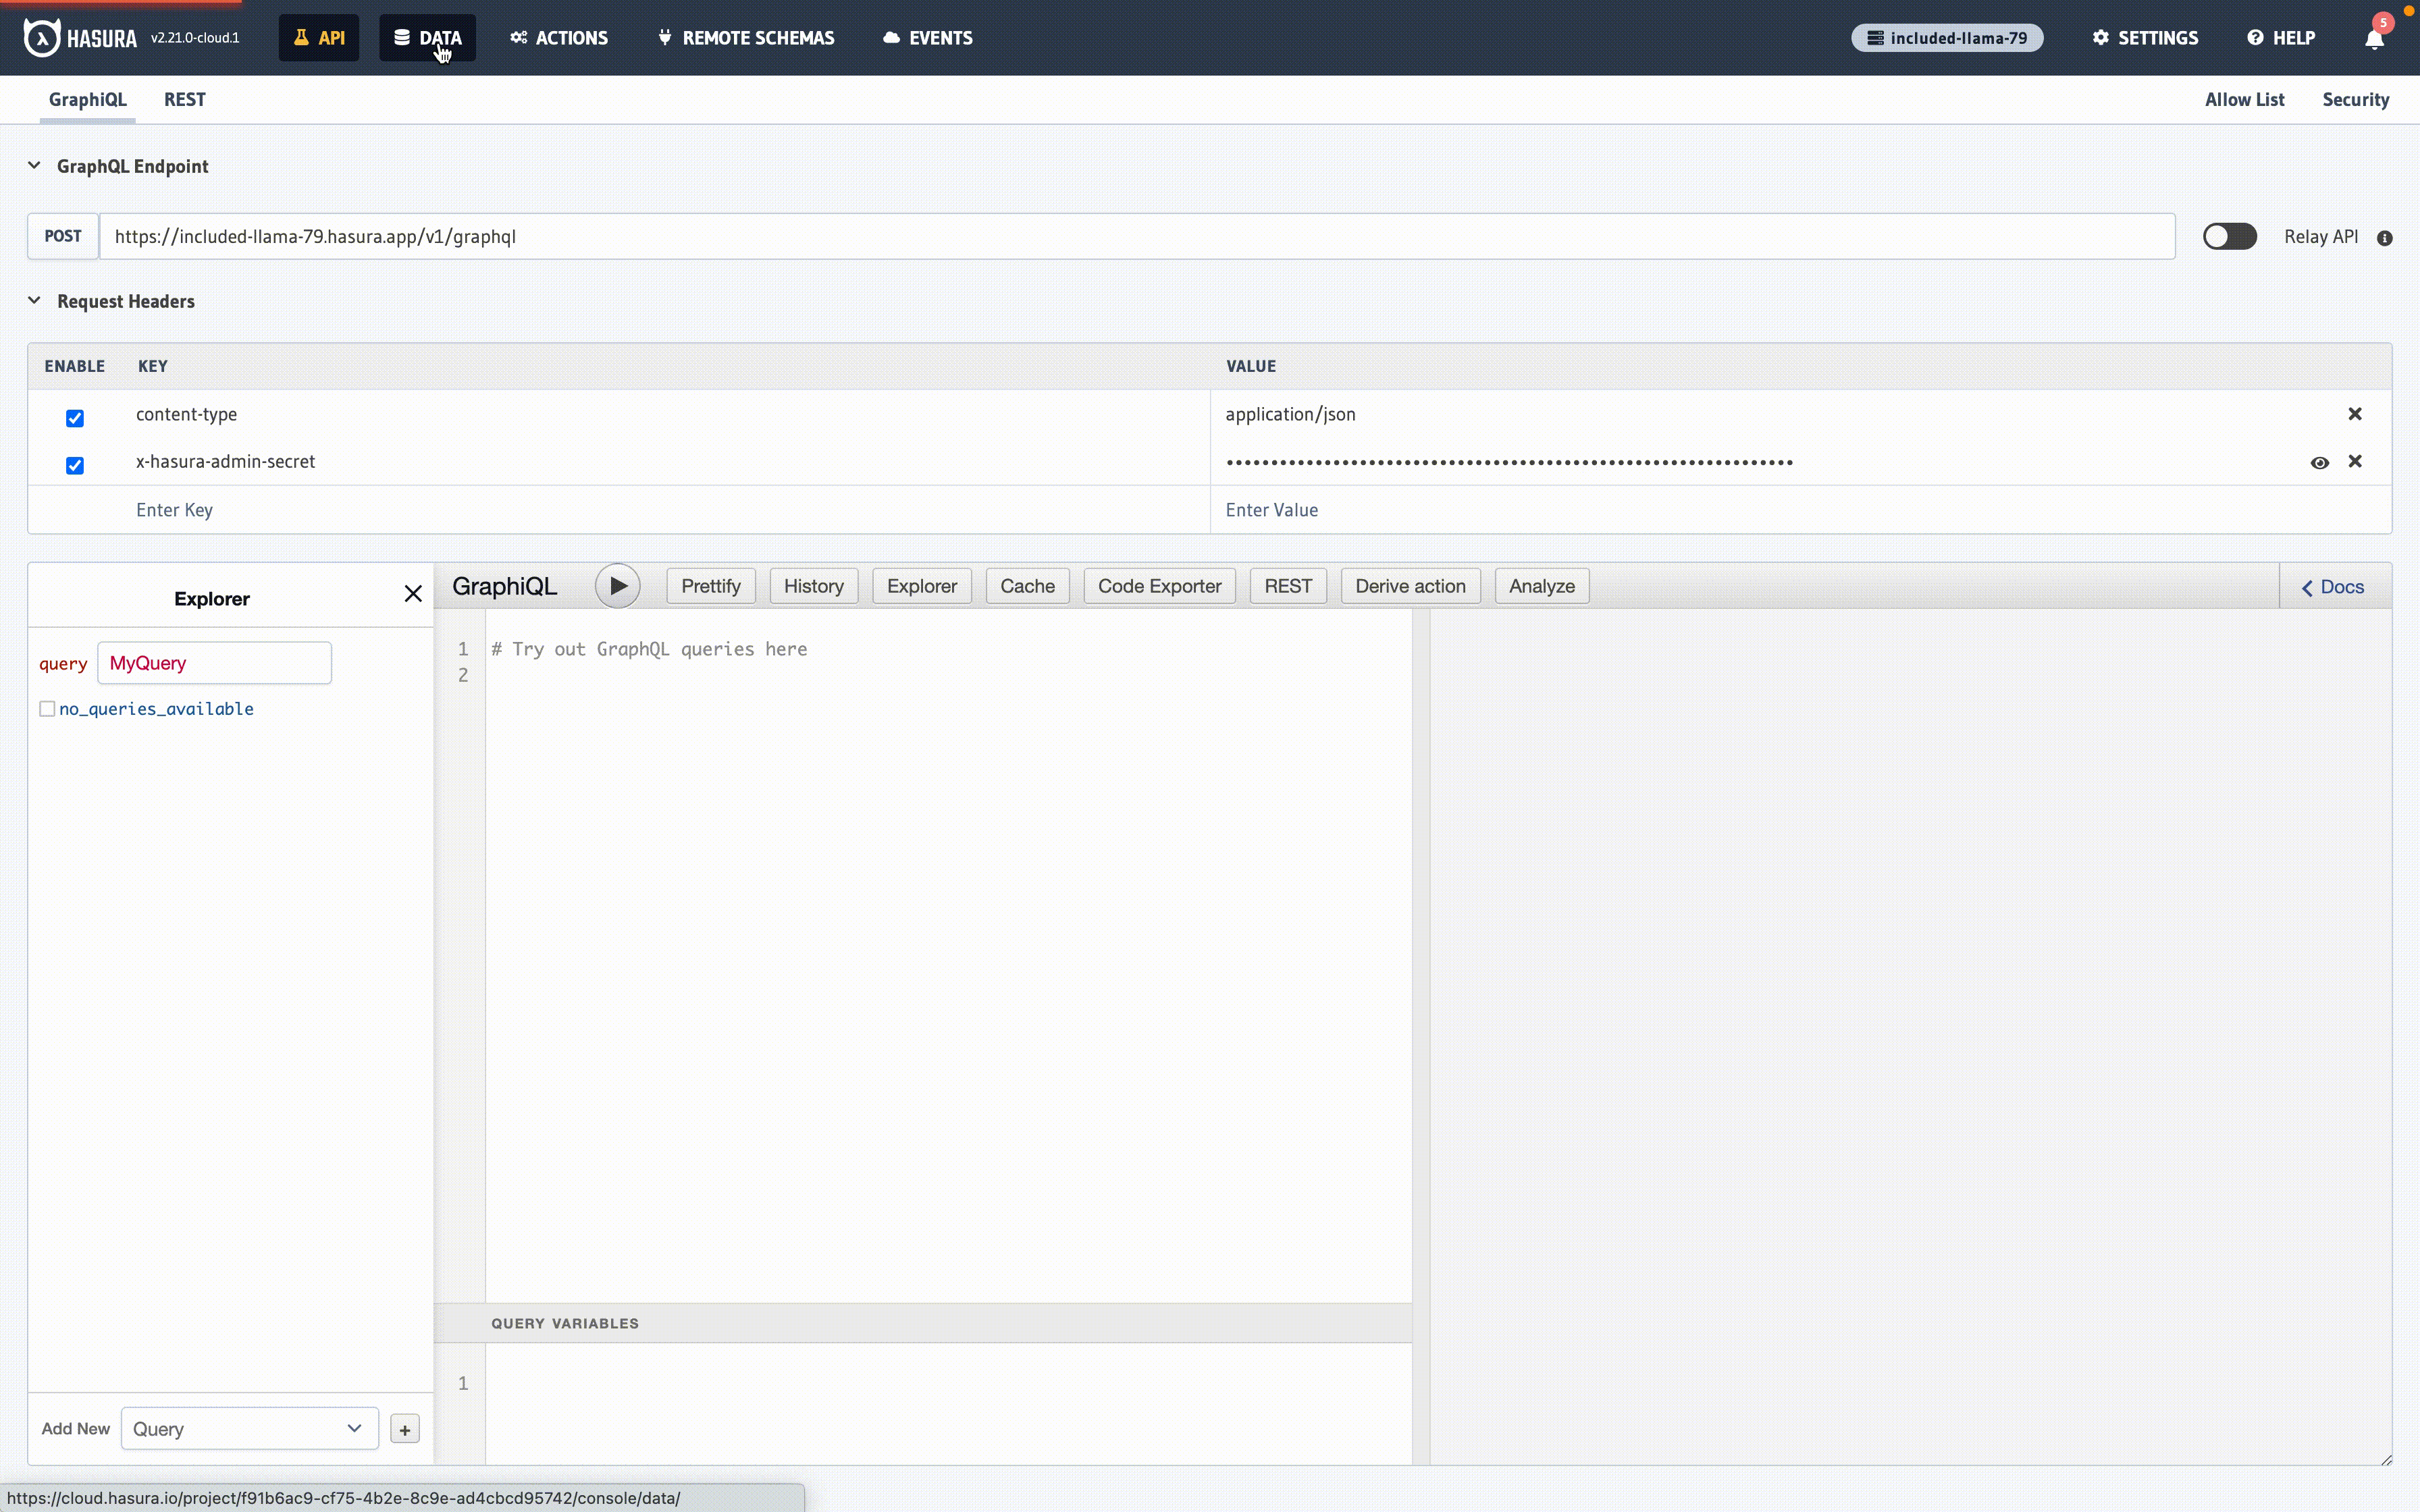 HASURA v2.21.0-cloud.1 API DATA ACTIONS REMOTE SCHEMAS EVENTS included-llama-79 SETTINGS HELP 5
GraphiQL REST Allow List Security
GraphQL Endpoint
POST https://included-llama-79.hasura.app/v1/graphql Relay API
Request Headers
ENABLE KEY VALUE
content-type application/json
x-hasura-admin-secret ••••••••••••••••••••••••••••••••••••••••••••••••••••••••••••••••
Enter Key Enter Value
Explorer
GraphiQL Prettify History Explorer Cache Code Exporter REST Derive action Analyze Docs
query MyQuery
no_queries_available
1 # Try out GraphQL queries here
2
QUERY VARIABLES
1
Add New Query +
https://cloud.hasura.io/project/f91b6ac9-cf75-4b2e-8c9e-ad4cbcd95742/console/data/